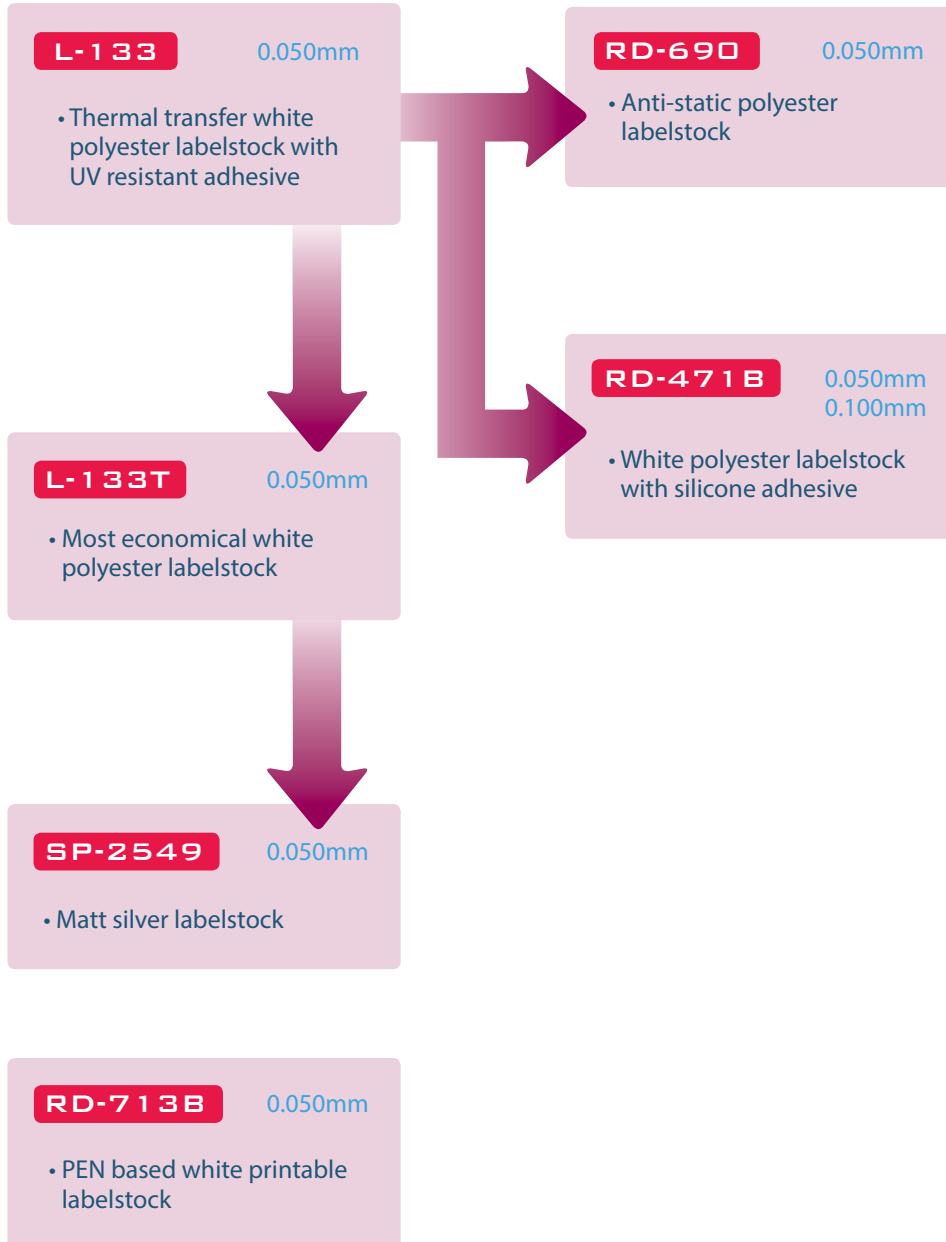 L-133 0.050mm
• Thermal transfer white
polyester labelstock with
UV resistant adhesive
RD-690 0.050mm
• Anti-static polyester
labelstock
RD-471B 0.050mm
0.100mm
• White polyester labelstock
with silicone adhesive
L-133T 0.050mm
• Most economical white
polyester labelstock
SP-2549 0.050mm
• Matt silver labelstock
RD-713B 0.050mm
• PEN based white printable
labelstock